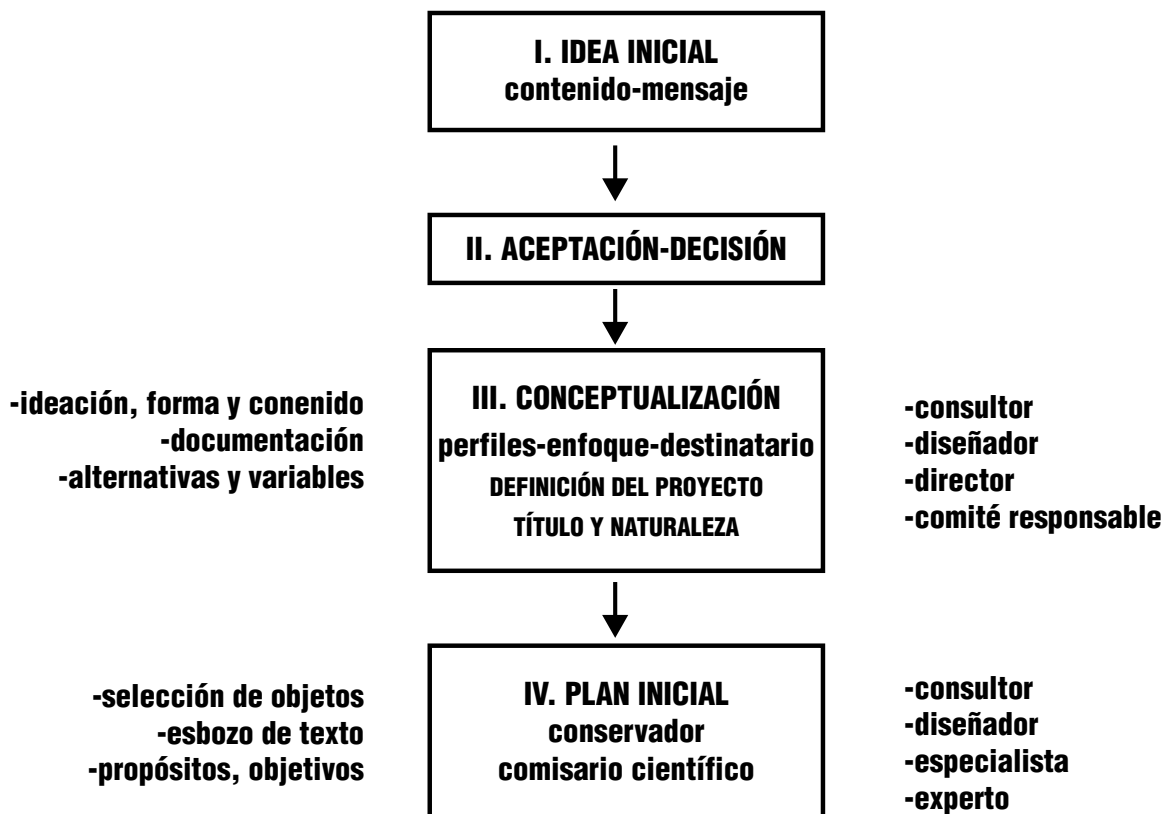 I. IDEA INICIAL
contenido-mensaje
II. ACEPTACIÓN-DECISIÓN
-ideación, forma y conenido
-documentación
-alternativas y variables
III. CONCEPTUALIZACIÓN
perfiles-enfoque-destinatario
DEFINICIÓN DEL PROYECTO
TÍTULO Y NATURALEZA
-consultor
-diseñador
-director
-comité responsable
-selección de objetos
-esbozo de texto
-propósitos, objetivos
IV. PLAN INICIAL
conservador
comisario científico
-consultor
-diseñador
-especialista
-experto